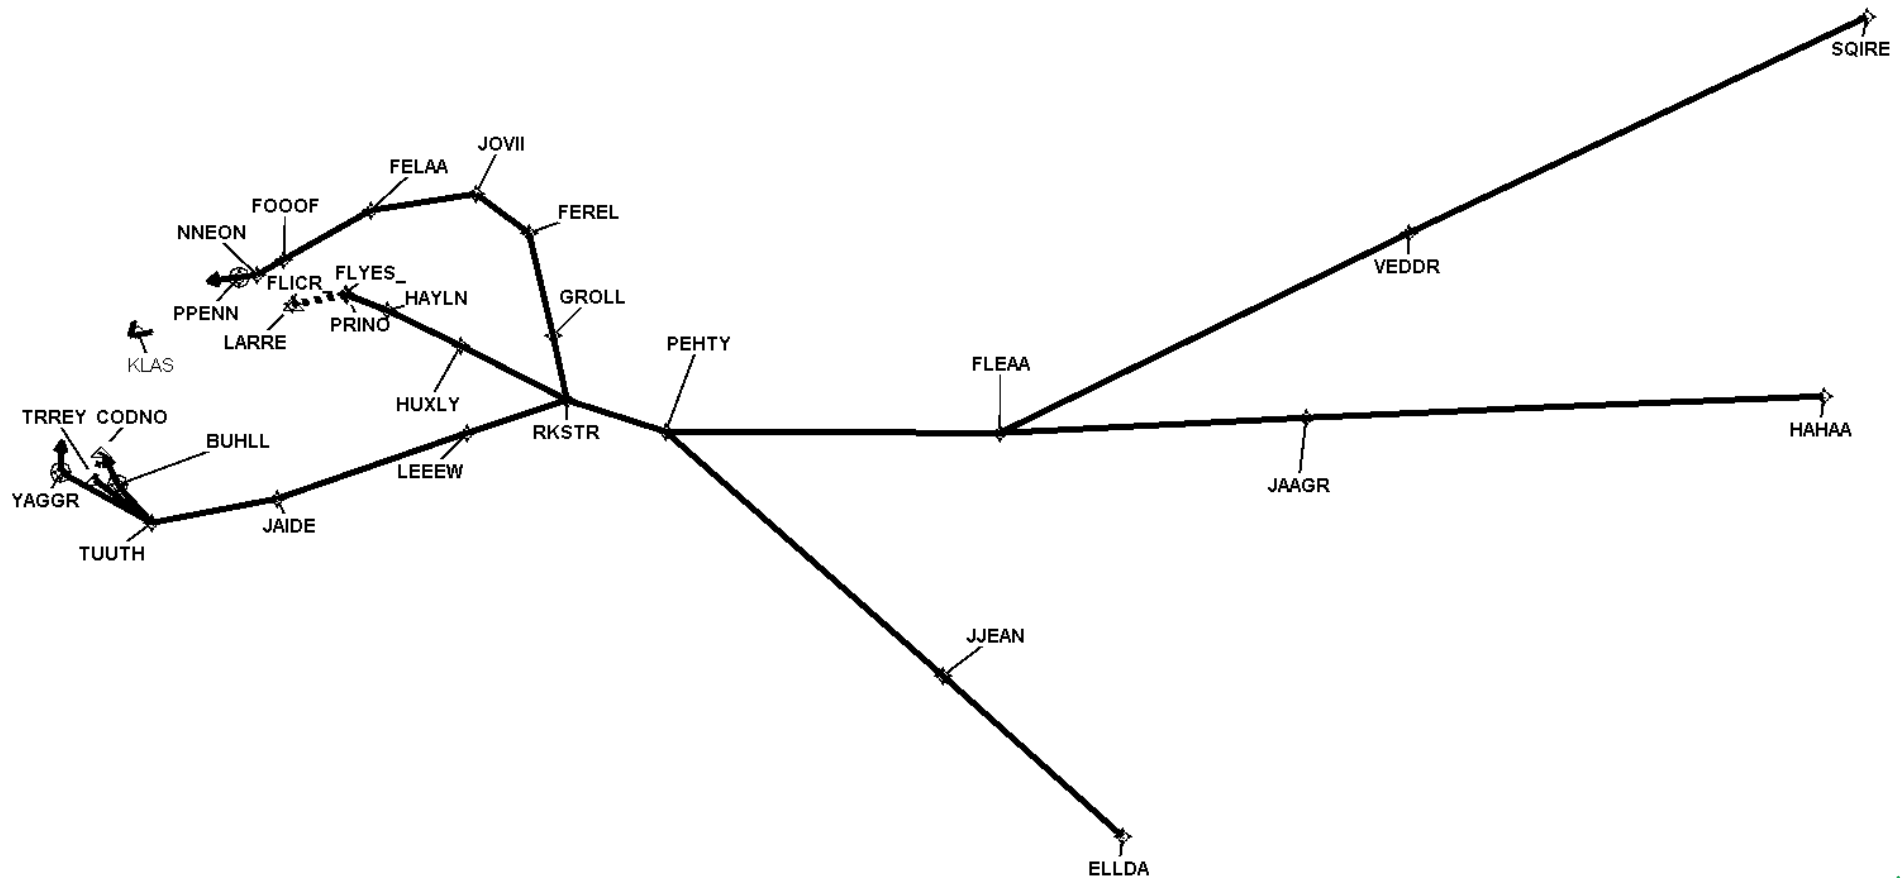 SQIRE
JOVII
FELAA
FOOOF
FEREL
NNEON
VEDDR
FLYES_
FLICR_
HAYLN
GROLL
PPENN
PRINO
LARRE
PEHTY
KLAS
FLEAA
HUXLY
TRREY CODNO
HAHAA
RKSTR
BUHLL
LEEEW
JAAGR
YAGGR
JAIDE
TUUTH
JJEAN
ELLDA